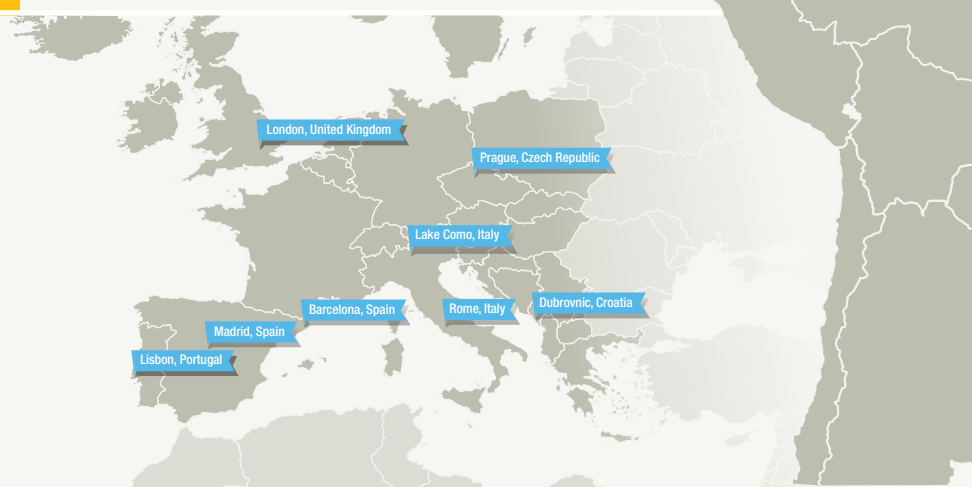 London, United Kingdom
Prague, Czech Republic
Lake Como, Italy
Barcelona, Spain
Rome, Italy
Dubrovnic, Croatia
Madrid, Spain
Lisbon, Portugal